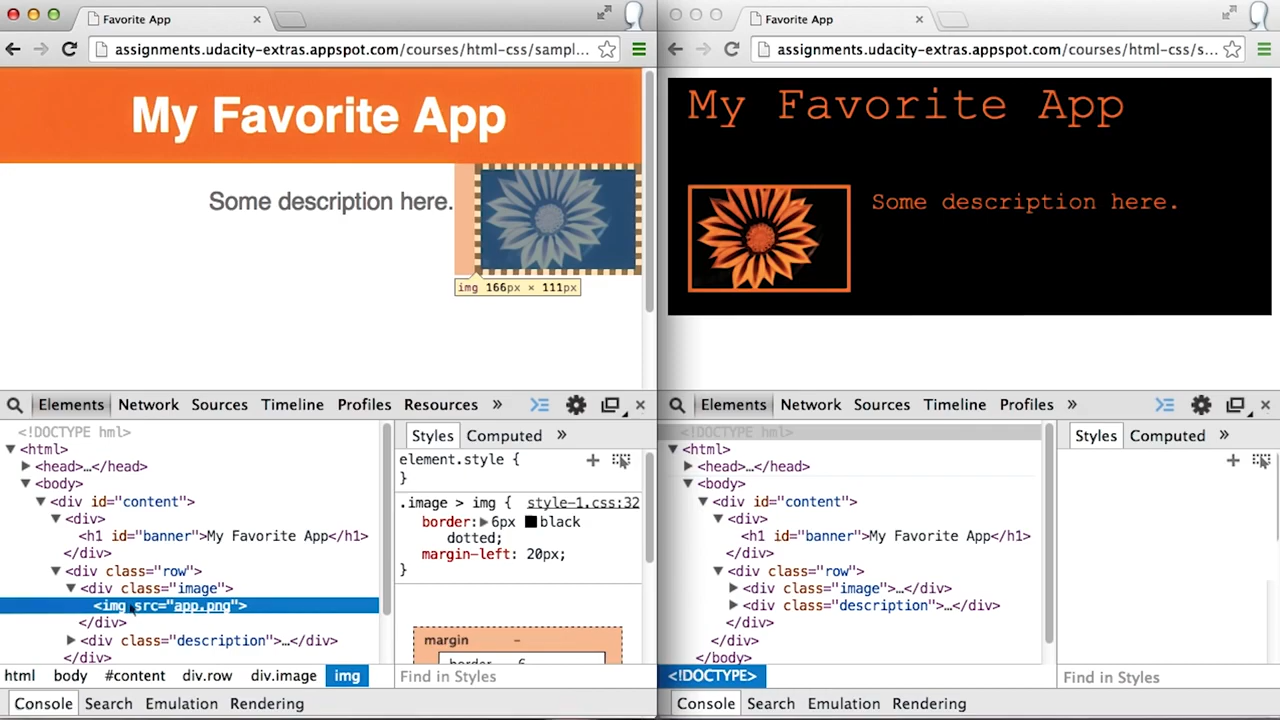 Favorite App
assignments.udacity-extras.appspot.com/courses/html-css/sampl...
My Favorite App
Some description here.
img 166px × 111px
Elements Network Sources Timeline Profiles Resources »
<!DOCTYPE hml>
<html>
<head>…</head>
<body>
<div id="content">
<div>
<h1 id="banner">My Favorite App</h1>
</div>
<div class="row">
<div class="image">
<img src="app.png">
</div>
<div class="description">…</div>
</div>
Styles Computed »
element.style {
}
.image > img { style-1.css:32
border: 6px black
dotted;
margin-left: 20px;
}
margin –
border 6
html body #content div.row div.image img
Find in Styles
Console Search Emulation Rendering
Favorite App
assignments.udacity-extras.appspot.com/courses/html-css/s...
My Favorite App
Some description here.
Elements Network Sources Timeline Profiles »
<!DOCTYPE hml>
<html>
<head>…</head>
<body>
<div id="content">
<div>
<h1 id="banner">My Favorite App</h1>
</div>
<div class="row">
<div class="image">…</div>
<div class="description">…</div>
</div>
</div>
</body>
Styles Computed »
<!DOCTYPE>
Find in Styles
Console Search Emulation Rendering